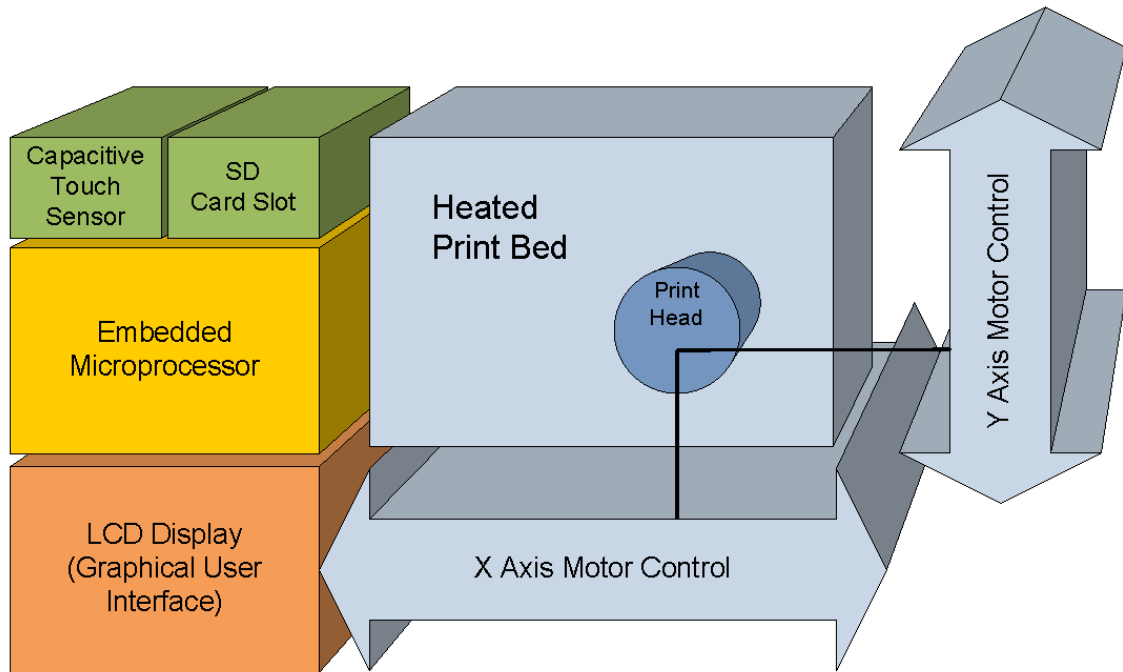 Capacitive
Touch
Sensor
SD
Card Slot
Heated
Print Bed
Print
Head
Y Axis Motor Control
Embedded
Microprocessor
LCD Display
(Graphical User
Interface)
X Axis Motor Control